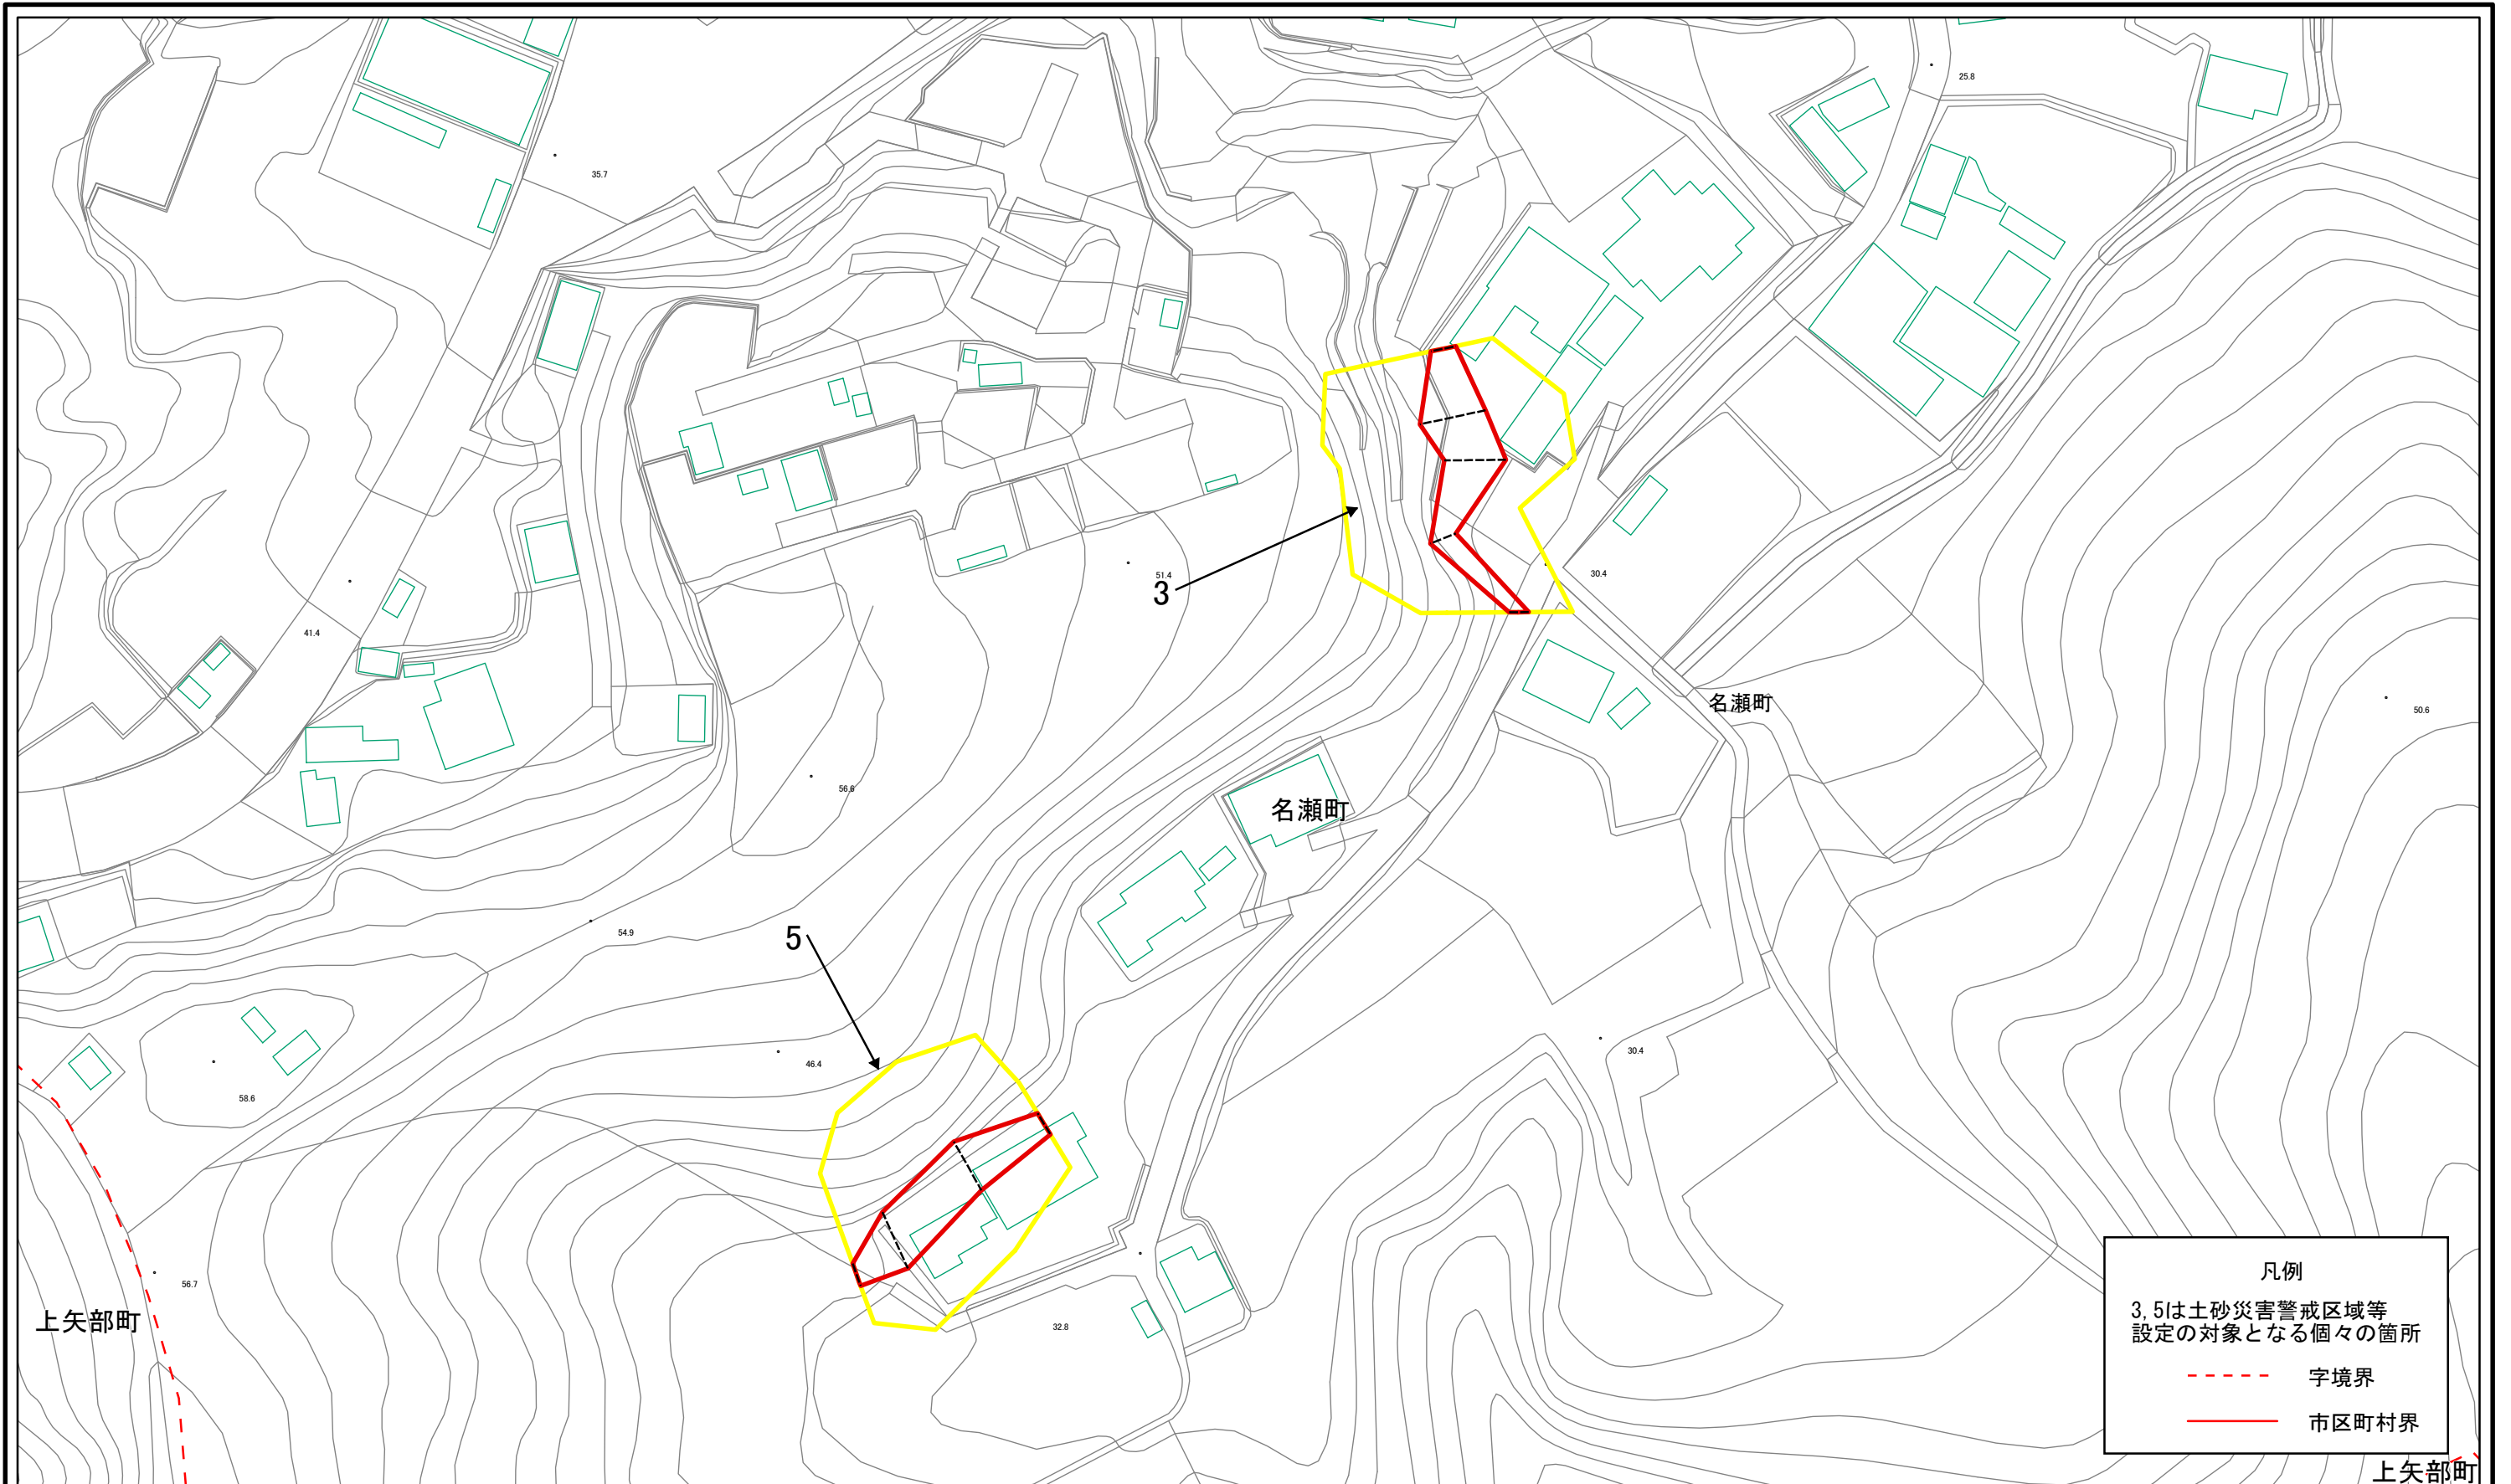 25.8
35.7
51.4
3
30.4
41.4
名瀬町
50.6
56.6
名瀬町
54.9
5
46.4
30.4
58.6
56.7
上矢部町
32.8
凡例
3,5は土砂災害警戒区域等
設定の対象となる個々の箇所
字境界
市区町村界
上矢部町